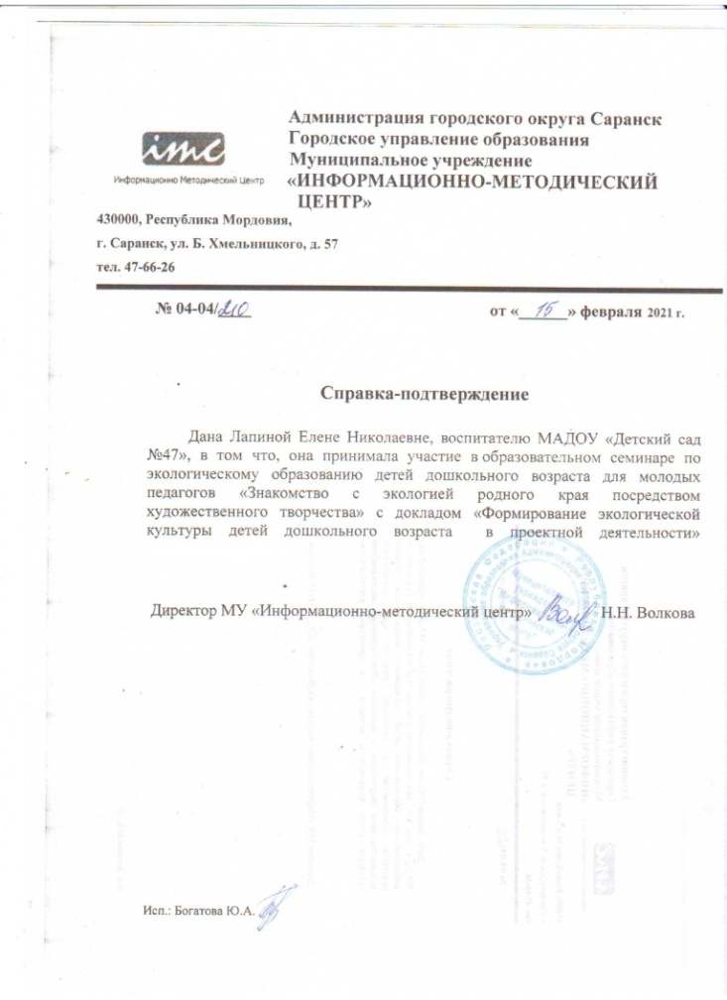 Администрация городского округа Саранск
Городское управление образования
Муниципальное учреждение
«ИНФОРМАЦИОННО-МЕТОДИЧЕСКИЙ
ЦЕНТР»
имс
Информационно Методический Центр
430000, Республика Мордовия,
г. Саранск, ул. Б. Хмельницкого, д. 57
тел. 47-66-26
№ 04-04/210 от «15» февраля 2021 г.
Справка-подтверждение
Дана Лапиной Елене Николаевне, воспитателю МАДОУ «Детский сад
№47», в том что, она принимала участие в образовательном семинаре по
экологическому образованию детей дошкольного возраста для молодых
педагогов «Знакомство с экологией родного края посредством
художественного творчества» с докладом «Формирование экологической
культуры детей дошкольного возраста в проектной деятельности»
Директор МУ «Информационно-методический центр» Н.Н. Волкова
Исп.: Богатова Ю.А.